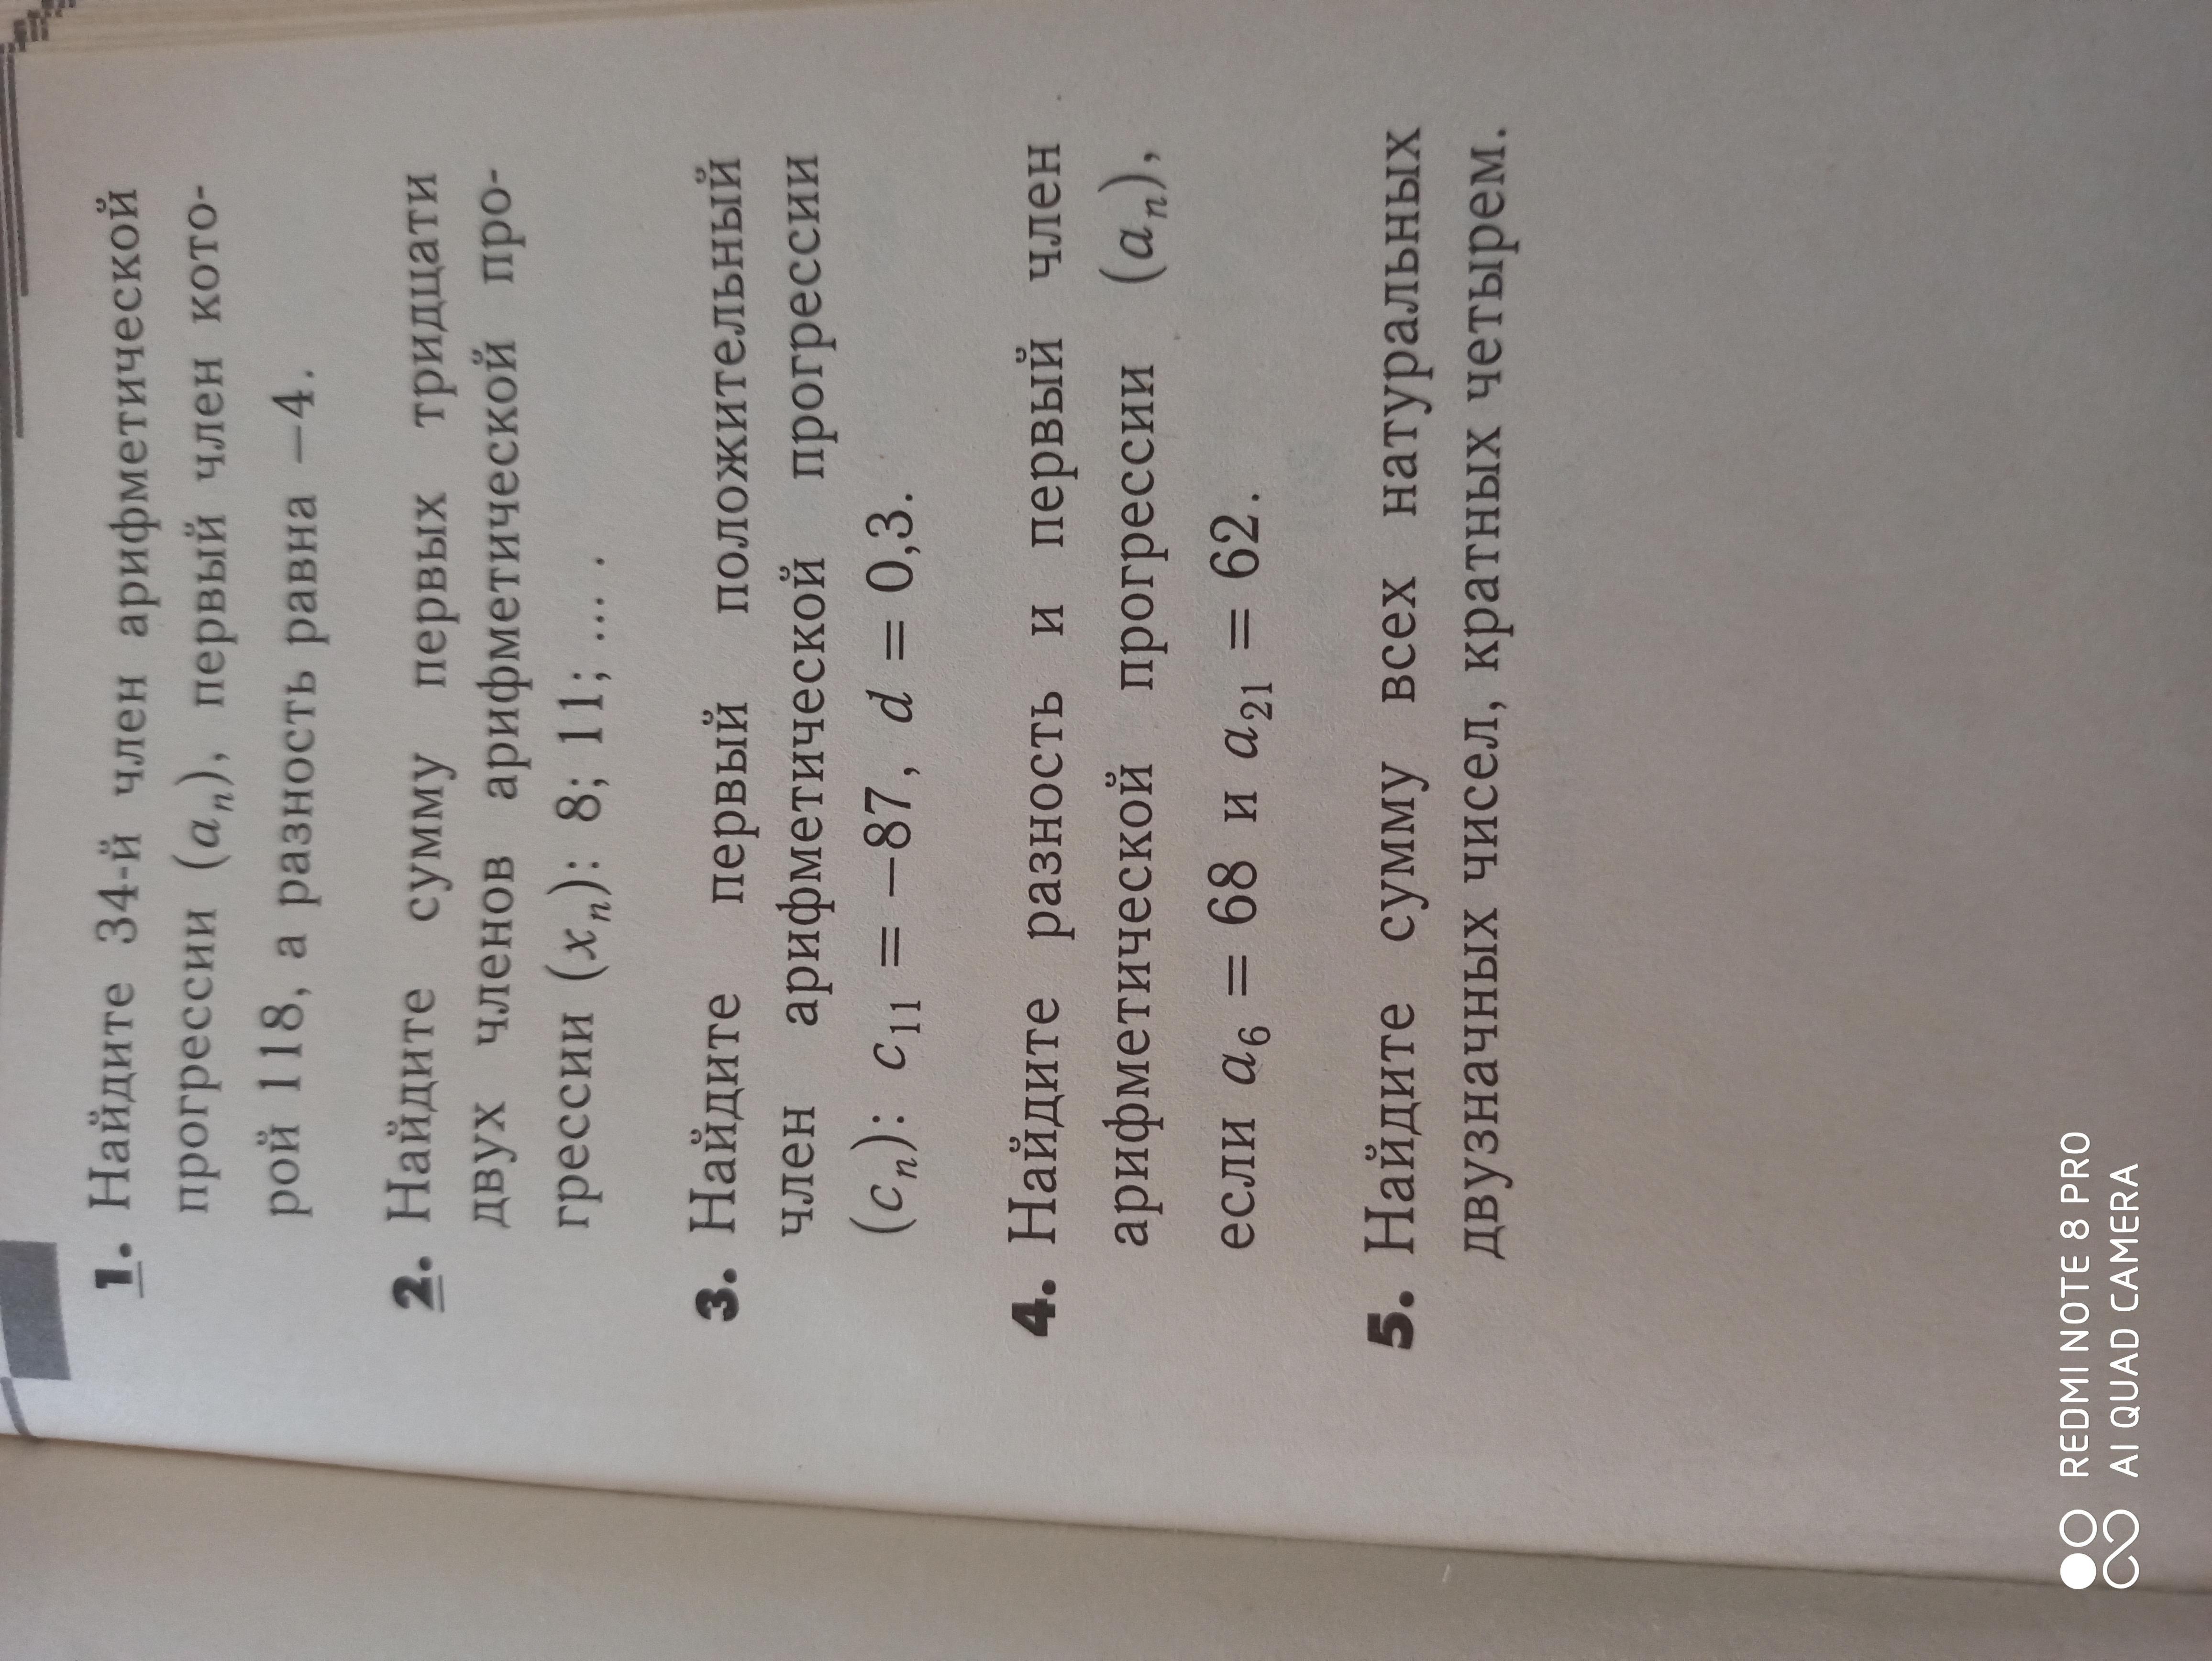 1. Найдите 34-й член арифметической
прогрессии (aₙ), первый член кото-
рой 118, а разность равна −4.
2. Найдите сумму первых тридцати
двух членов арифметической про-
грессии (xₙ): 8; 11; ... .
3. Найдите первый положительный
член арифметической прогрессии
(cₙ): c₁₁ = −87, d = 0,3.
4. Найдите разность и первый член
арифметической прогрессии (aₙ),
если a₆ = 68 и a₂₁ = 62.
5. Найдите сумму всех натуральных
двузначных чисел, кратных четырем.
REDMI NOTE 8 PRO
AI QUAD CAMERA